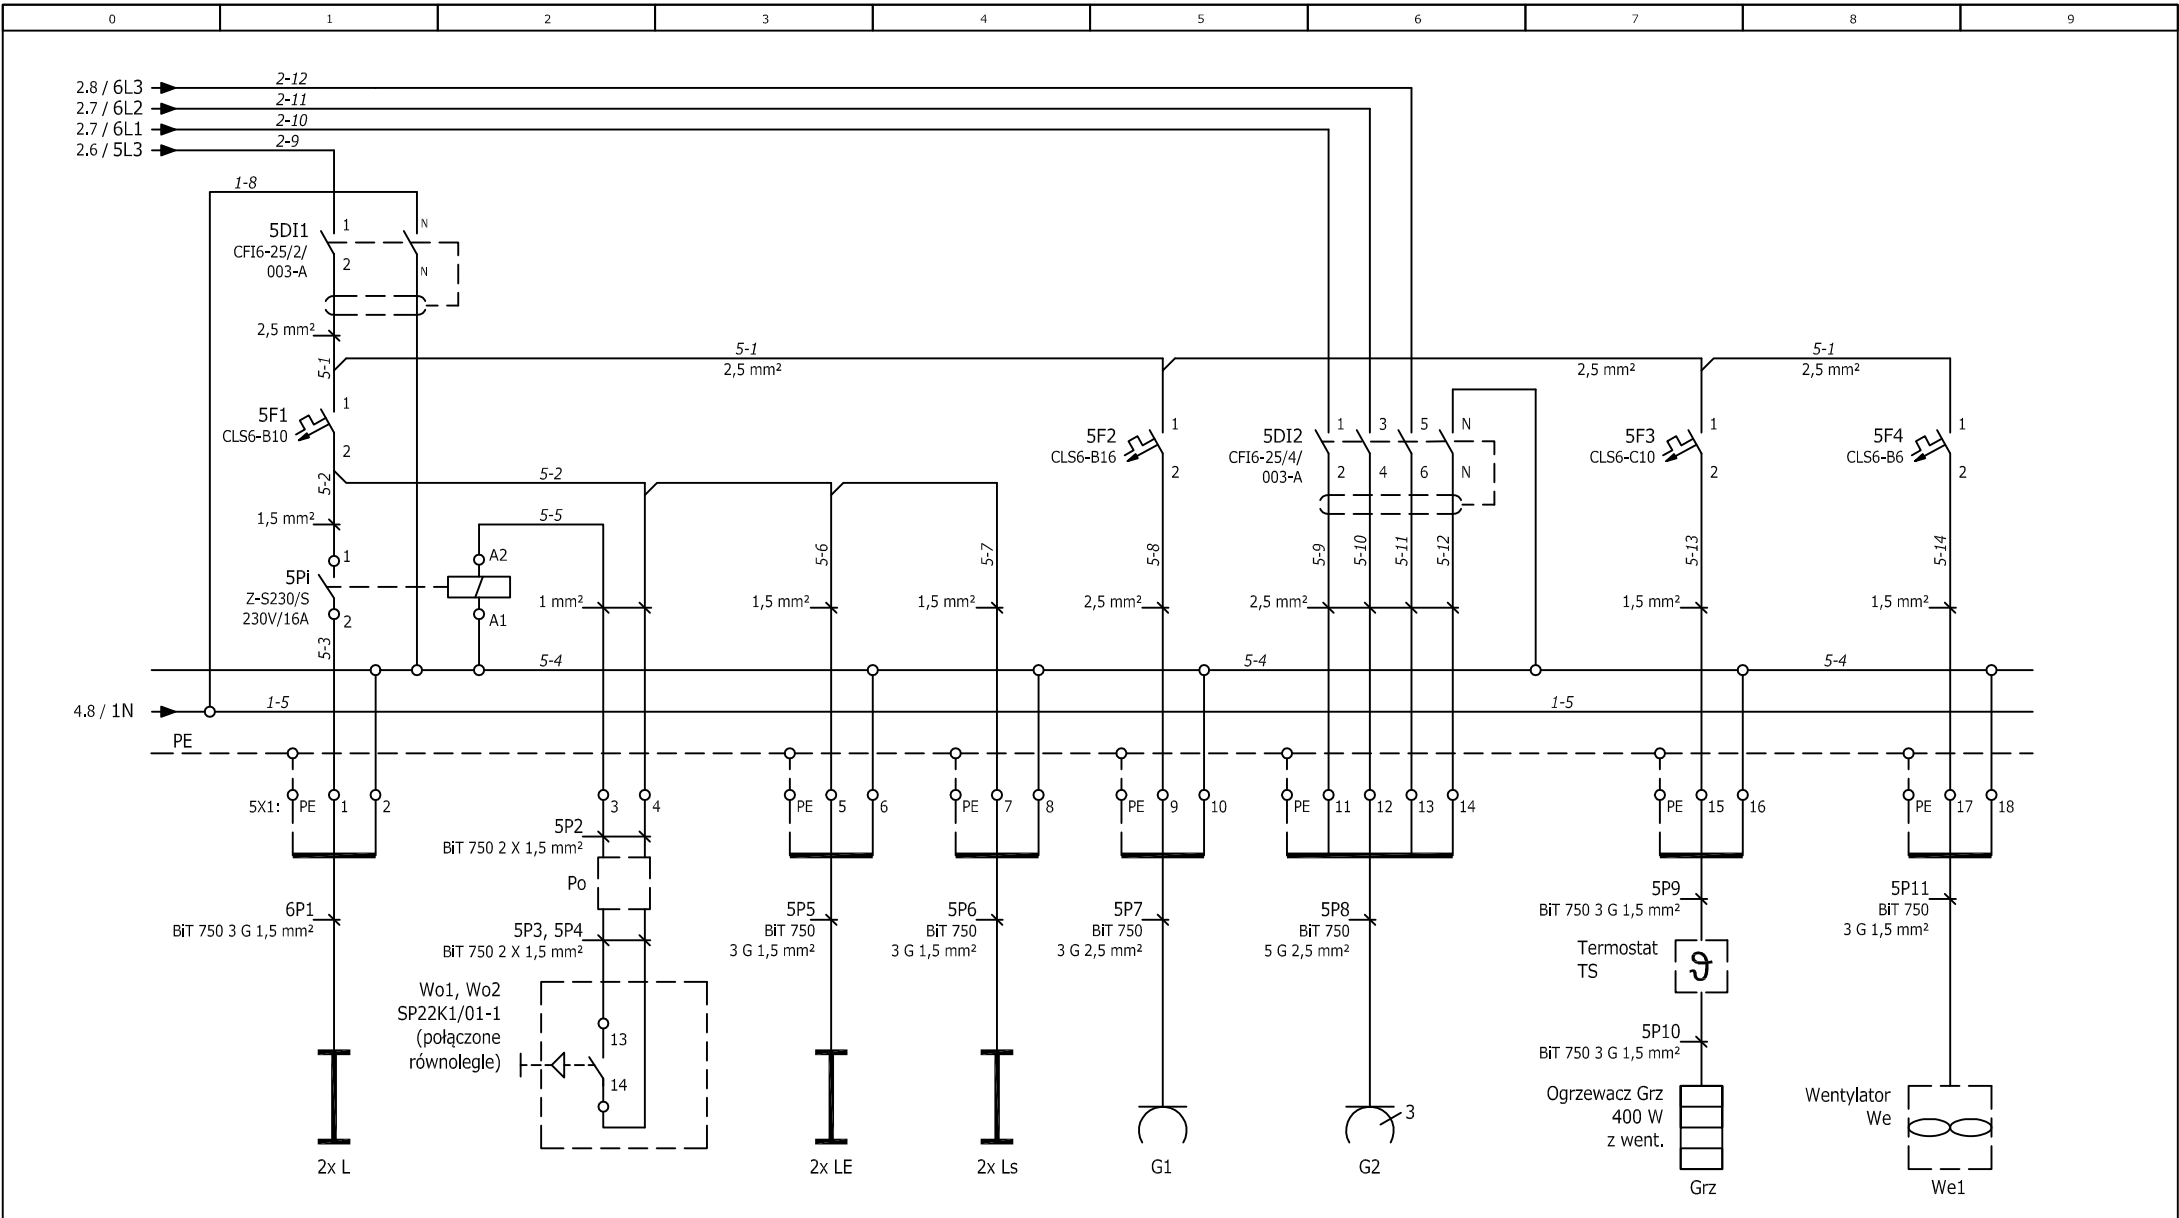 0 1 2 3 4 5 6 7 8 9
2.8 / 6L3 2-12
2.7 / 6L2 2-11
2.7 / 6L1 2-10
2.6 / 5L3 2-9
1-8
1 N
5DI1
CFI6-25/2/
003-A
2 N
2,5 mm²
5-1
5-1
2,5 mm²
2,5 mm²
5-1
2,5 mm²
5F1
CLS6-B10
1
2
5F2
CLS6-B16
1
2
5DI2
CFI6-25/4/
003-A
1 3 5 N
2 4 6 N
5F3
CLS6-C10
1
2
5F4
CLS6-B6
1
2
5-2
5-2
1,5 mm²
5-5
1
5Pi
Z-S230/S
230V/16A
2
A2
A1
1 mm²
5-6
1,5 mm²
5-7
1,5 mm²
5-8
2,5 mm²
5-9 5-10 5-11 5-12
2,5 mm²
5-13
1,5 mm²
5-14
1,5 mm²
5-3
5-4 5-4 5-4
4.8 / 1N 1-5 1-5
PE
5X1: PE 1 2 3 4 PE 5 6 PE 7 8 PE 9 10 PE 11 12 13 14 PE 15 16 PE 17 18
5P2
BiT 750 2 X 1,5 mm²
Po
6P1
BiT 750 3 G 1,5 mm²
5P3, 5P4
BiT 750 2 X 1,5 mm²
5P5
BiT 750
3 G 1,5 mm²
5P6
BiT 750
3 G 1,5 mm²
5P7
BiT 750
3 G 2,5 mm²
5P8
BiT 750
5 G 2,5 mm²
5P9
BiT 750 3 G 1,5 mm²
5P11
BiT 750
3 G 1,5 mm²
Termostat
TS
ϑ
Wo1, Wo2
SP22K1/01-1
(połączone
równolegle)
13
14
5P10
BiT 750 3 G 1,5 mm²
Ogrzewacz Grz
400 W
z went.
Wentylator
We
3
2x L
2x LE
2x Ls
G1
G2
Grz
We1